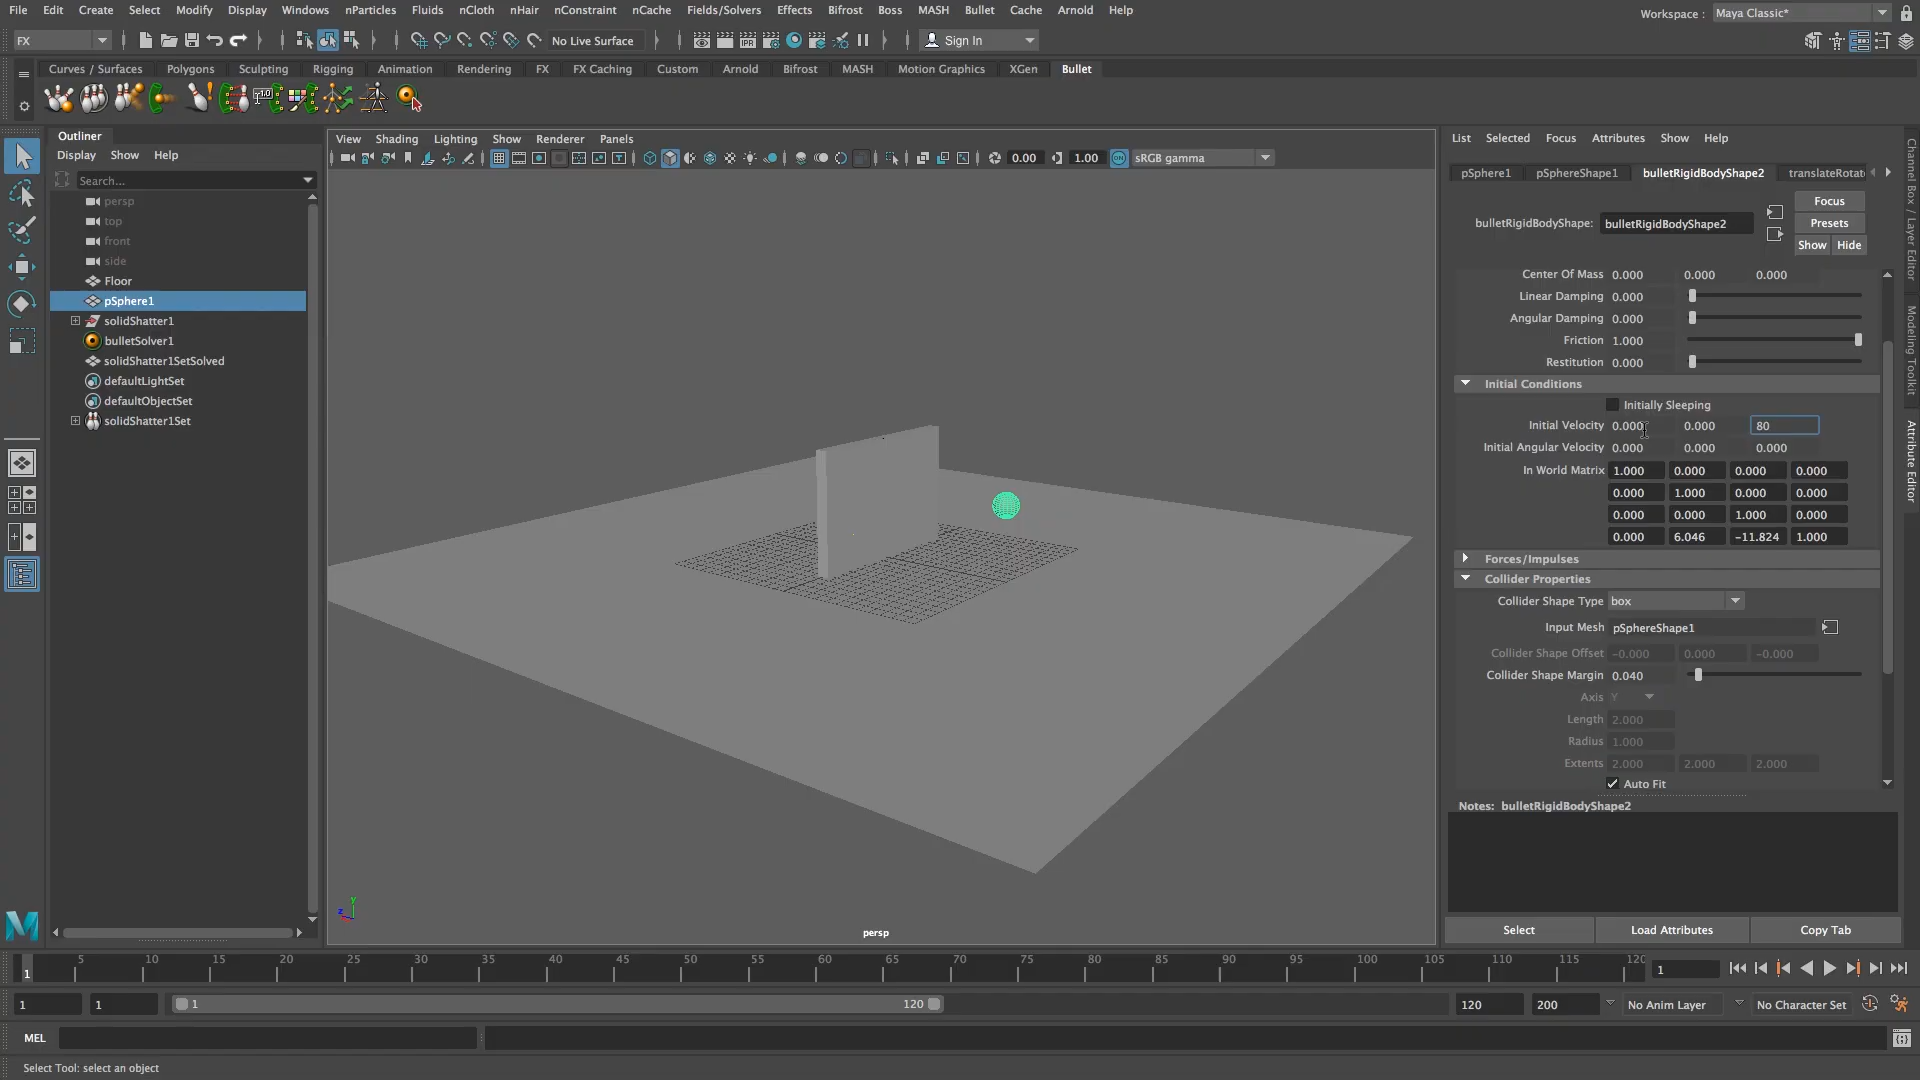 File Edit Create Select Modify Display Windows nParticles Fluids nCloth nHair nConstraint nCache Fields/Solvers Effects Bifrost Boss MASH Bullet Cache Arnold Help Workspace : Maya Classic*
FX No Live Surface IPR Sign In
Curves / Surfaces Polygons Sculpting Rigging Animation Rendering FX FX Caching Custom Arnold Bifrost MASH Motion Graphics XGen Bullet
Outliner
Display Show Help
Search...
persp
top
front
side
Floor
pSphere1
solidShatter1
bulletSolver1
solidShatter1SetSolved
defaultLightSet
defaultObjectSet
solidShatter1Set
View Shading Lighting Show Renderer Panels
0.00 1.00 ON sRGB gamma
y
z
persp
List Selected Focus Attributes Show Help
pSphere1 pSphereShape1 bulletRigidBodyShape2 translateRotat
Focus
bulletRigidBodyShape: bulletRigidBodyShape2 Presets
Show Hide
Center Of Mass 0.000 0.000 0.000
Linear Damping 0.000
Angular Damping 0.000
Friction 1.000
Restitution 0.000
Initial Conditions
Initially Sleeping
Initial Velocity 0.000 0.000 80
Initial Angular Velocity 0.000 0.000 0.000
In World Matrix 1.000 0.000 0.000 0.000
0.000 1.000 0.000 0.000
0.000 0.000 1.000 0.000
0.000 6.046 -11.824 1.000
Forces/Impulses
Collider Properties
Collider Shape Type box
Input Mesh pSphereShape1
Collider Shape Offset -0.000 0.000 -0.000
Collider Shape Margin 0.040
Axis Y
Length 2.000
Radius 1.000
Extents 2.000 2.000 2.000
Auto Fit
Notes: bulletRigidBodyShape2
Select Load Attributes Copy Tab
Channel Box / Layer Editor
Modeling Toolkit
Attribute Editor
1 5 10 15 20 25 30 35 40 45 50 55 60 65 70 75 80 85 90 95 100 105 110 115 120 1
1 1 1 120 120 200 No Anim Layer No Character Set
MEL
Select Tool: select an object